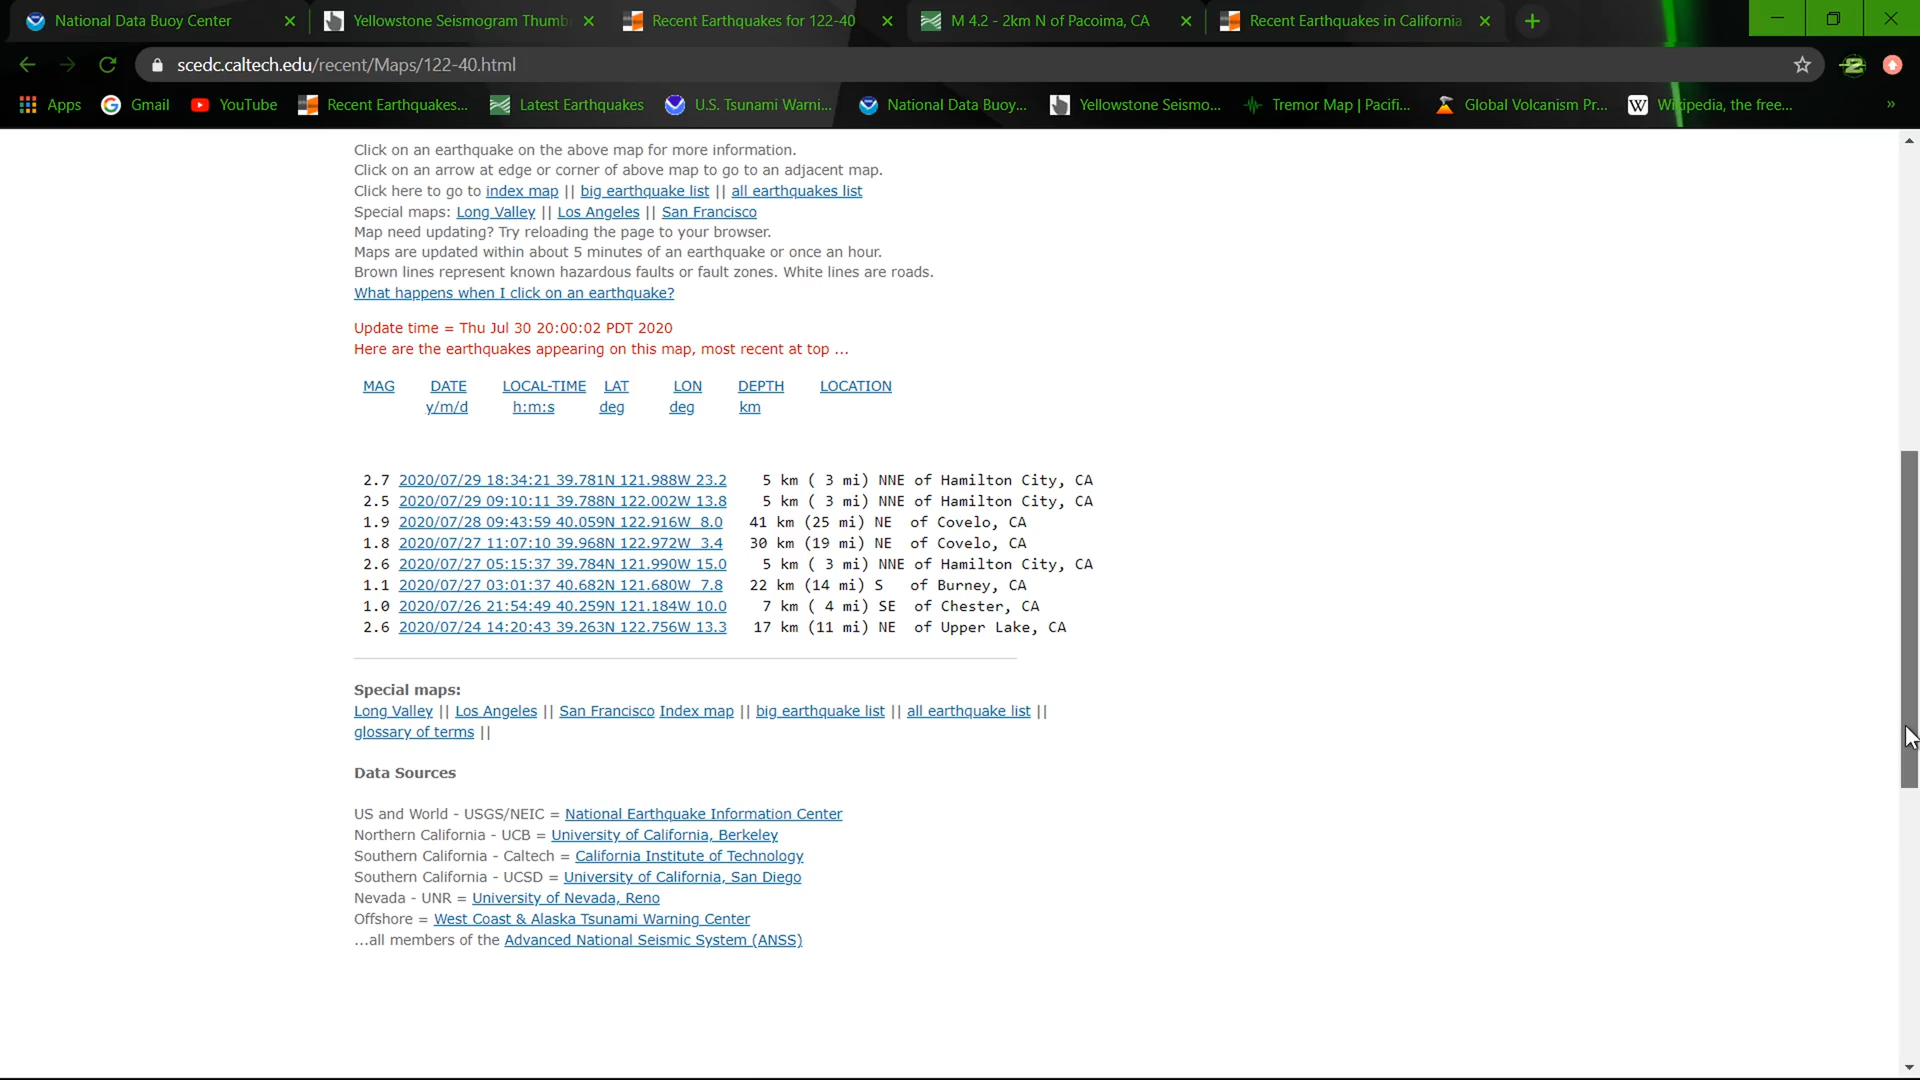 National Data Buoy Center
Yellowstone Seismogram Thumb
Recent Earthquakes for 122-40
M 4.2 - 2km N of Pacoima, CA
Recent Earthquakes in California
scedc.caltech.edu/recent/Maps/122-40.html
Apps
Gmail
YouTube
Recent Earthquakes...
Latest Earthquakes
U.S. Tsunami Warni...
National Data Buoy...
Yellowstone Seismo...
Tremor Map | Pacifi...
Global Volcanism Pr...
W
Wikipedia, the free...
»
Click on an earthquake on the above map for more information.
Click on an arrow at edge or corner of above map to go to an adjacent map.
Click here to go to index map || big earthquake list || all earthquakes list
Special maps: Long Valley || Los Angeles || San Francisco
Map need updating? Try reloading the page to your browser.
Maps are updated within about 5 minutes of an earthquake or once an hour.
Brown lines represent known hazardous faults or fault zones. White lines are roads.
What happens when I click on an earthquake?
Update time = Thu Jul 30 20:00:02 PDT 2020
Here are the earthquakes appearing on this map, most recent at top ...
MAG DATE LOCAL-TIME LAT LON DEPTH LOCATION
y/m/d h:m:s deg deg km
2.7 2020/07/29 18:34:21 39.781N 121.988W 23.2 5 km ( 3 mi) NNE of Hamilton City, CA
2.5 2020/07/29 09:10:11 39.788N 122.002W 13.8 5 km ( 3 mi) NNE of Hamilton City, CA
1.9 2020/07/28 09:43:59 40.059N 122.916W 8.0 41 km (25 mi) NE of Covelo, CA
1.8 2020/07/27 11:07:10 39.968N 122.972W 3.4 30 km (19 mi) NE of Covelo, CA
2.6 2020/07/27 05:15:37 39.784N 121.990W 15.0 5 km ( 3 mi) NNE of Hamilton City, CA
1.1 2020/07/27 03:01:37 40.682N 121.680W 7.8 22 km (14 mi) S of Burney, CA
1.0 2020/07/26 21:54:49 40.259N 121.184W 10.0 7 km ( 4 mi) SE of Chester, CA
2.6 2020/07/24 14:20:43 39.263N 122.756W 13.3 17 km (11 mi) NE of Upper Lake, CA
Special maps:
Long Valley || Los Angeles || San Francisco Index map || big earthquake list || all earthquake list ||
glossary of terms ||
Data Sources
US and World - USGS/NEIC = National Earthquake Information Center
Northern California - UCB = University of California, Berkeley
Southern California - Caltech = California Institute of Technology
Southern California - UCSD = University of California, San Diego
Nevada - UNR = University of Nevada, Reno
Offshore = West Coast & Alaska Tsunami Warning Center
...all members of the Advanced National Seismic System (ANSS)